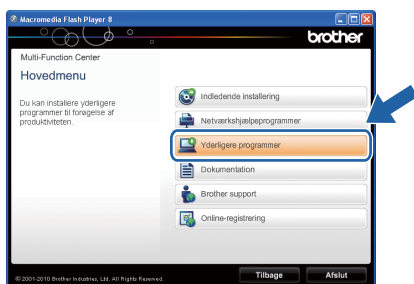 Macromedia Flash Player 8
brother
Multi-Function Center
Hovedmenu
Du kan installere yderligere
programmer til forøgelse af
produktiviteten.
Indledende installering
Netværkshjælpeprogrammer
Yderligere programmer
Dokumentation
Brother support
Online-registrering
© 2001-2010 Brother Industries, Ltd. All Rights Reserved.
Tilbage
Afslut